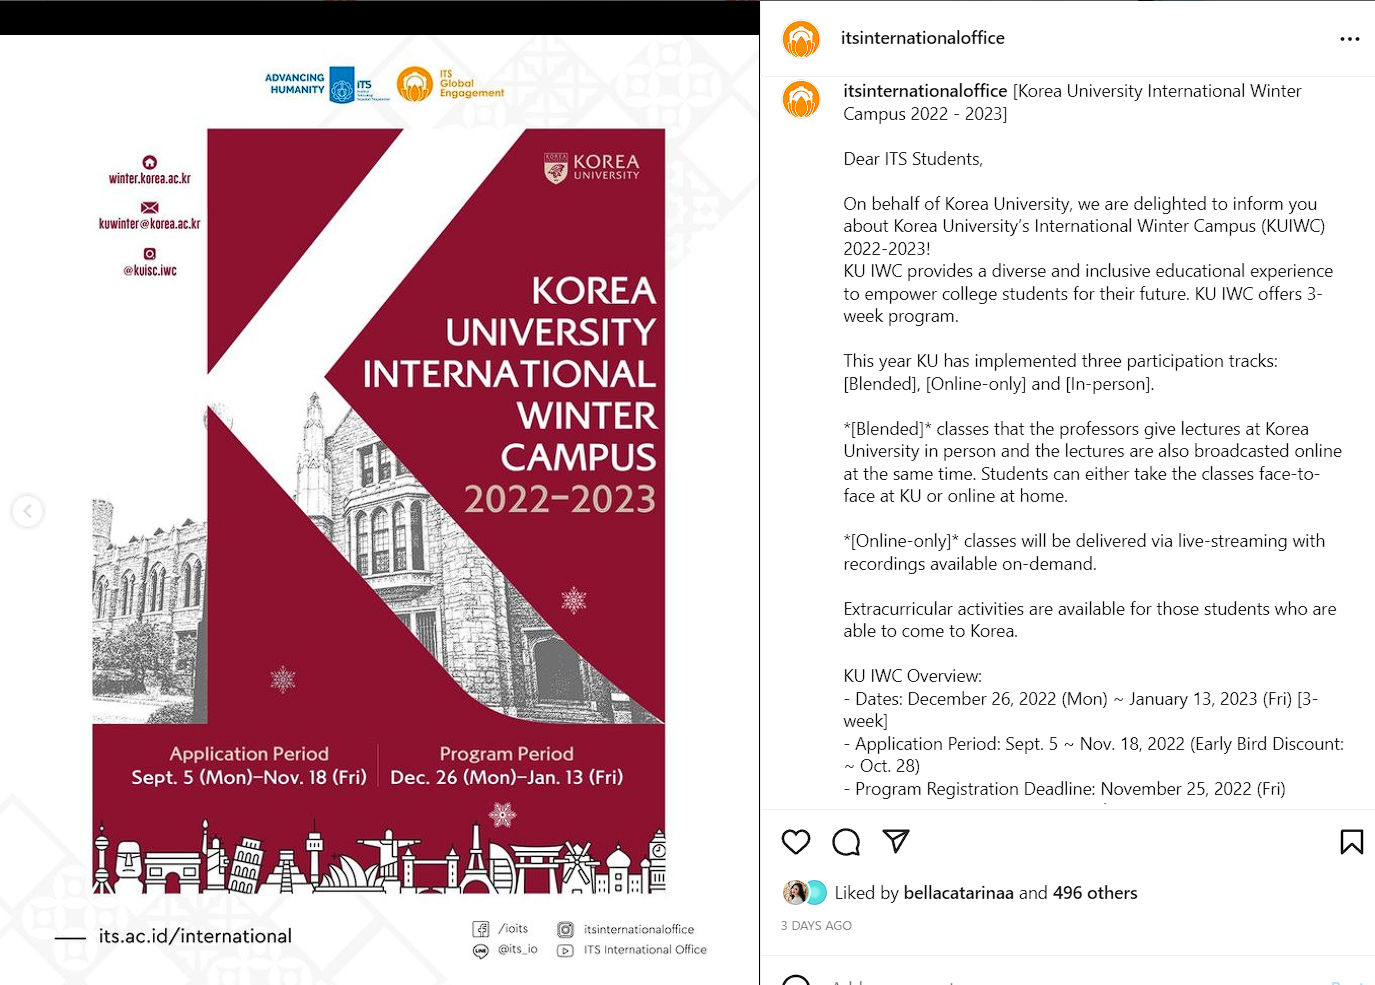 ADVANCING
HUMANITY
ITS
ITS
Global
Engagement
winter.korea.ac.kr
kuwinter@korea.ac.kr
@kuisc.iwc
KOREA
UNIVERSITY
KOREA
UNIVERSITY
INTERNATIONAL
WINTER
CAMPUS
2022-2023
Application Period
Sept. 5 (Mon)-Nov. 18 (Fri)
Program Period
Dec. 26 (Mon)-Jan. 13 (Fri)
its.ac.id/international
/ioits
itsinternationaloffice
LINE
@its_io
ITS International Office
itsinternationaloffice
itsinternationaloffice [Korea University International Winter
Campus 2022 - 2023]
Dear ITS Students,
On behalf of Korea University, we are delighted to inform you
about Korea University's International Winter Campus (KUIWC)
2022-2023!
KU IWC provides a diverse and inclusive educational experience
to empower college students for their future. KU IWC offers 3-
week program.
This year KU has implemented three participation tracks:
[Blended], [Online-only] and [In-person].
*[Blended]* classes that the professors give lectures at Korea
University in person and the lectures are also broadcasted online
at the same time. Students can either take the classes face-to-
face at KU or online at home.
*[Online-only]* classes will be delivered via live-streaming with
recordings available on-demand.
Extracurricular activities are available for those students who are
able to come to Korea.
KU IWC Overview:
- Dates: December 26, 2022 (Mon) ~ January 13, 2023 (Fri) [3-
week]
- Application Period: Sept. 5 ~ Nov. 18, 2022 (Early Bird Discount:
~ Oct. 28)
- Program Registration Deadline: November 25, 2022 (Fri)
Liked by bellacatarinaa and 496 others
3 DAYS AGO